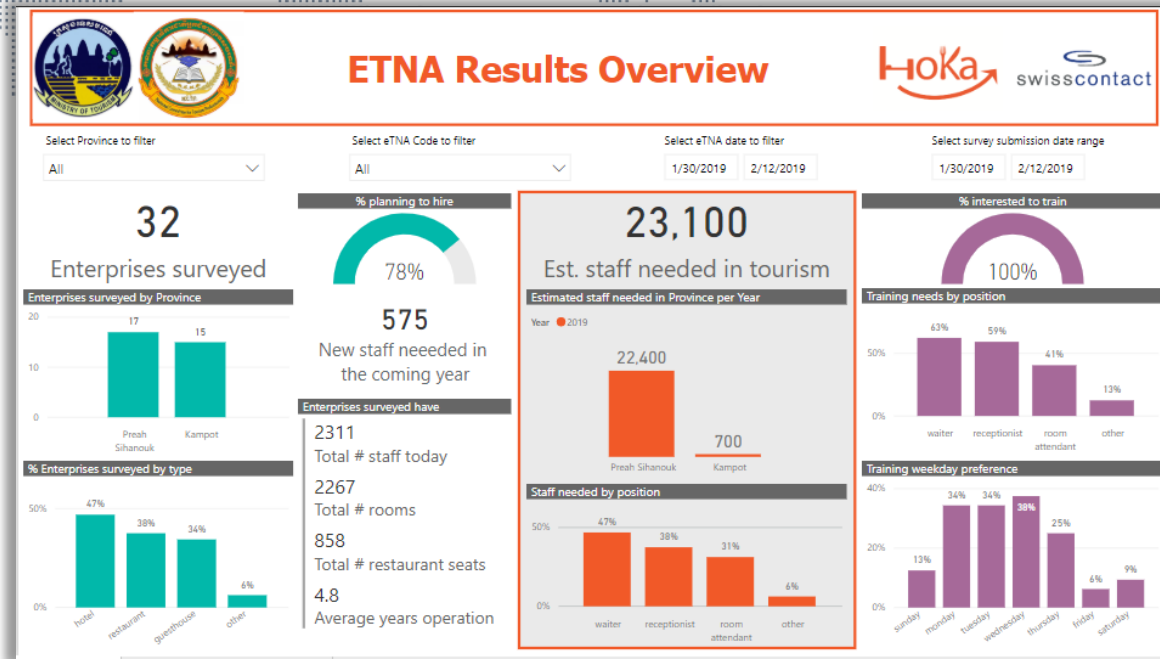 MINISTRY OF TOURISM
ETNA Results Overview
HoKa
swisscontact
Select Province to filter
All
Select eTNA Code to filter
All
Select eTNA date to filter
1/30/2019 2/12/2019
Select survey submission date range
1/30/2019 2/12/2019
32
Enterprises surveyed
Enterprises surveyed by Province
20
10
0
17
15
Preah
Sihanouk
Kampot
% Enterprises surveyed by type
50%
0%
47%
38%
34%
6%
hotel
restaurant
guesthouse
other
% planning to hire
78%
575
New staff neeeded in
the coming year
Enterprises surveyed have
2311
Total # staff today
2267
Total # rooms
858
Total # restaurant seats
4.8
Average years operation
23,100
Est. staff needed in tourism
Estimated staff needed in Province per Year
Year 2019
22,400
700
Preah Sihanouk
Kampot
Staff needed by position
50%
0%
47%
38%
31%
6%
waiter
receptionist
room
attendant
other
% interested to train
100%
Training needs by position
50%
0%
63%
59%
41%
13%
waiter
receptionist
room
attendant
other
Training weekday preference
40%
20%
0%
13%
34%
34%
38%
25%
6%
9%
sunday
monday
tuesday
wednesday
thursday
friday
saturday